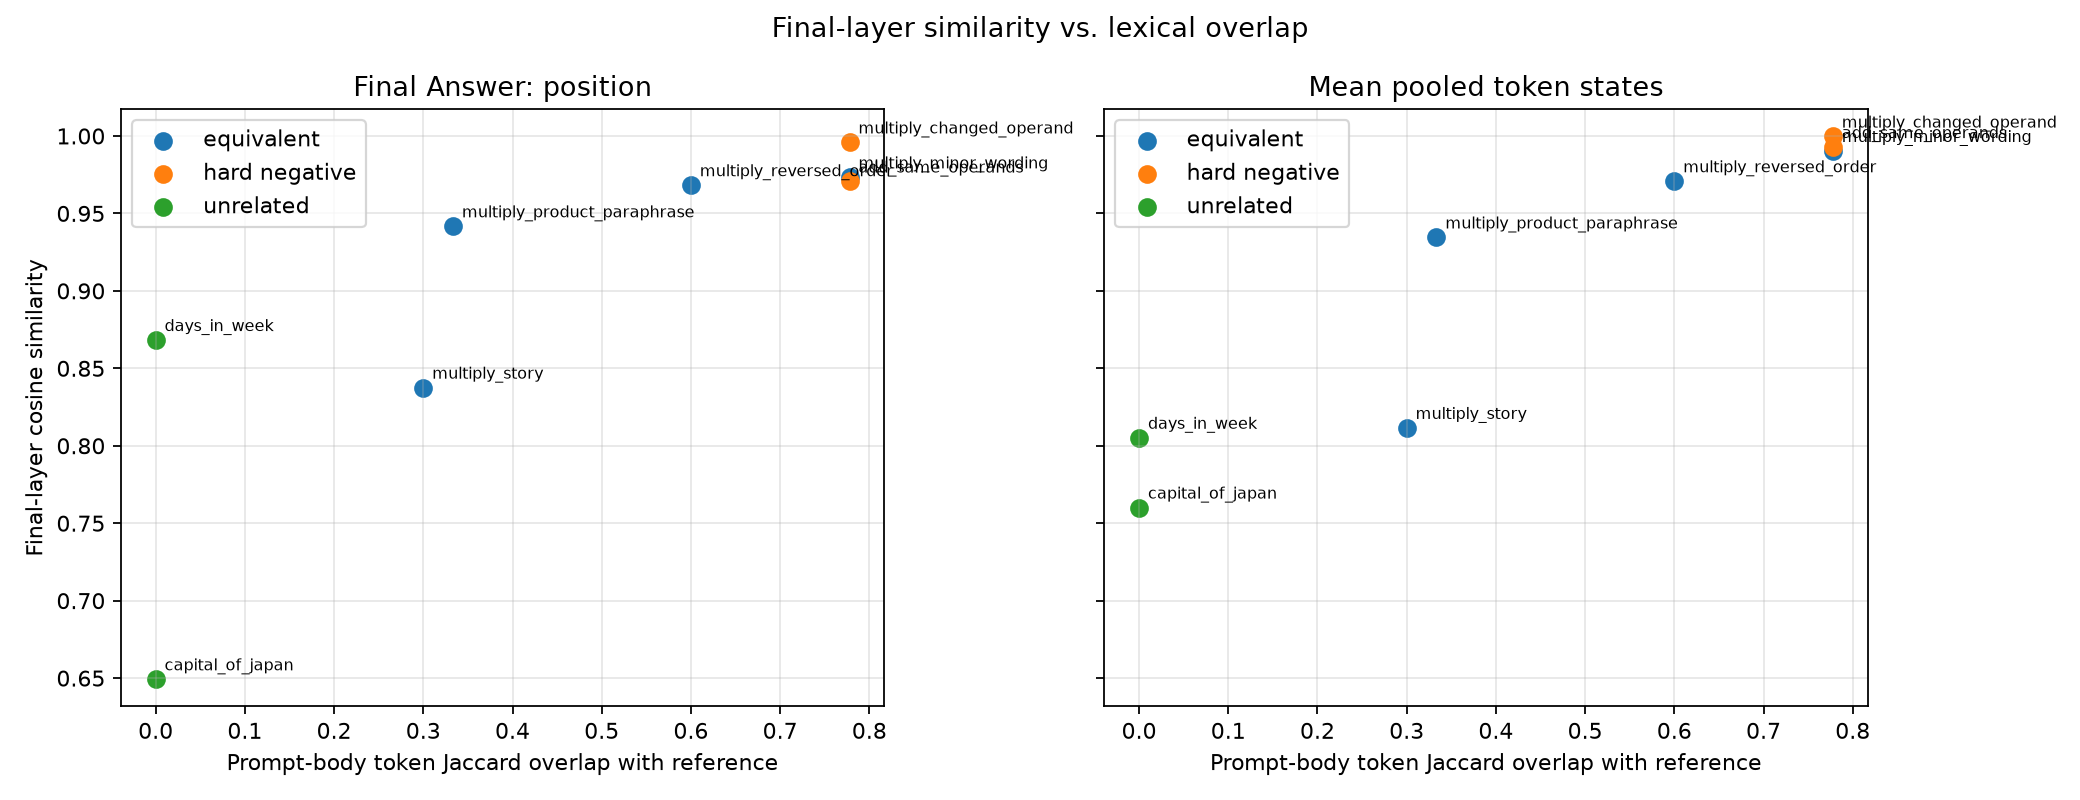 Final-layer similarity vs. lexical overlap
Final Answer: position
equivalent
hard negative
unrelated
multiply_changed_operand
multiply_minor_wording
add_same_operands
multiply_reversed_order
multiply_product_paraphrase
days_in_week
multiply_story
capital_of_japan
1.00
0.95
0.90
0.85
0.80
0.75
0.70
0.65
Final-layer cosine similarity
0.0 0.1 0.2 0.3 0.4 0.5 0.6 0.7 0.8
Prompt-body token Jaccard overlap with reference
Mean pooled token states
equivalent
hard negative
unrelated
multiply_changed_operand
add_same_operands
multiply_minor_wording
multiply_reversed_order
multiply_product_paraphrase
days_in_week
multiply_story
capital_of_japan
0.0 0.1 0.2 0.3 0.4 0.5 0.6 0.7 0.8
Prompt-body token Jaccard overlap with reference